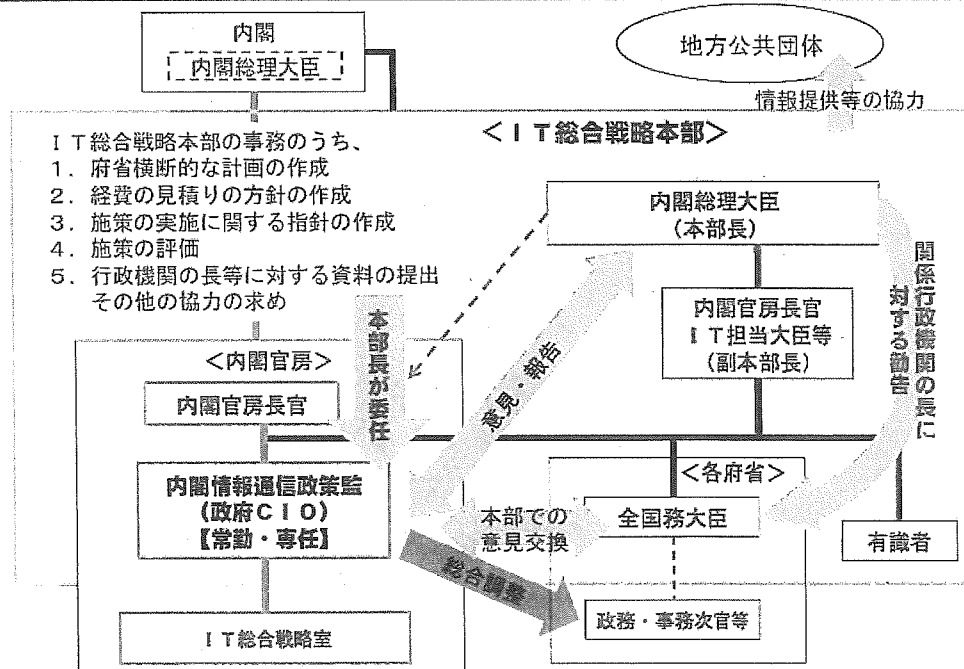 内閣
内閣総理大臣
地方公共団体
情報提供等の協力
<IT総合戦略本部>
IT総合戦略本部の事務のうち、
1．府省横断的な計画の作成
2．経費の見積りの方針の作成
3．施策の実施に関する指針の作成
4．施策の評価
5．行政機関の長等に対する資料の提出
その他の協力の求め
内閣総理大臣
(本部長)
内閣官房長官
IT担当大臣等
(副本部長)
関係行政機関の長に
対する勧告
本部長が委任
意見・報告
<内閣官房>
内閣官房長官
内閣情報通信政策監
(政府CIO)
【常勤・専任】
IT総合戦略室
本部での
意見交換
総合調整
<各府省>
全国務大臣
政務・事務次官等
有識者